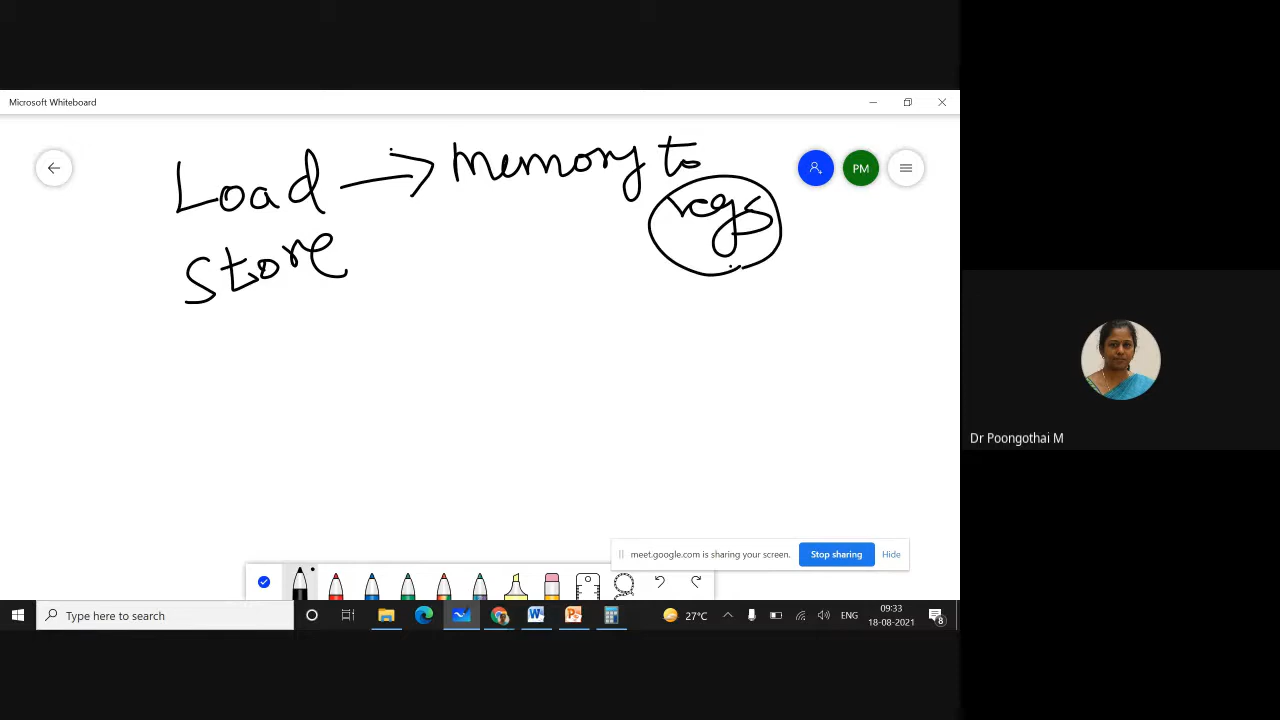 Microsoft Whiteboard
Load → Memory to
regs
Store
PM
Dr Poongothai M
meet.google.com is sharing your screen.
Stop sharing
Hide
Type here to search
27°C
ENG
09:33
18-08-2021
8